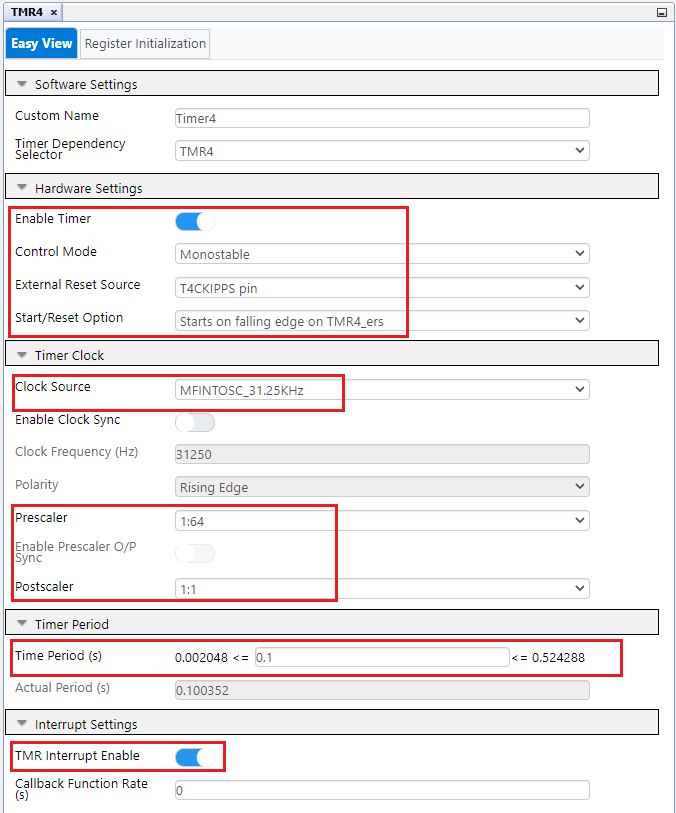 TMR4 ×
Easy View
Register Initialization
Software Settings
Custom Name
Timer4
Timer Dependency
Selector
TMR4
Hardware Settings
Enable Timer
Control Mode
Monostable
External Reset Source
T4CKIPPS pin
Start/Reset Option
Starts on falling edge on TMR4_ers
Timer Clock
Clock Source
MFINTOSC_31.25KHz
Enable Clock Sync
Clock Frequency (Hz)
31250
Polarity
Rising Edge
Prescaler
1:64
Enable Prescaler O/P
Sync
Postscaler
1:1
Timer Period
Time Period (s)
0.002048 <= 0.1 <= 0.524288
Actual Period (s)
0.100352
Interrupt Settings
TMR Interrupt Enable
Callback Function Rate
(s)
0